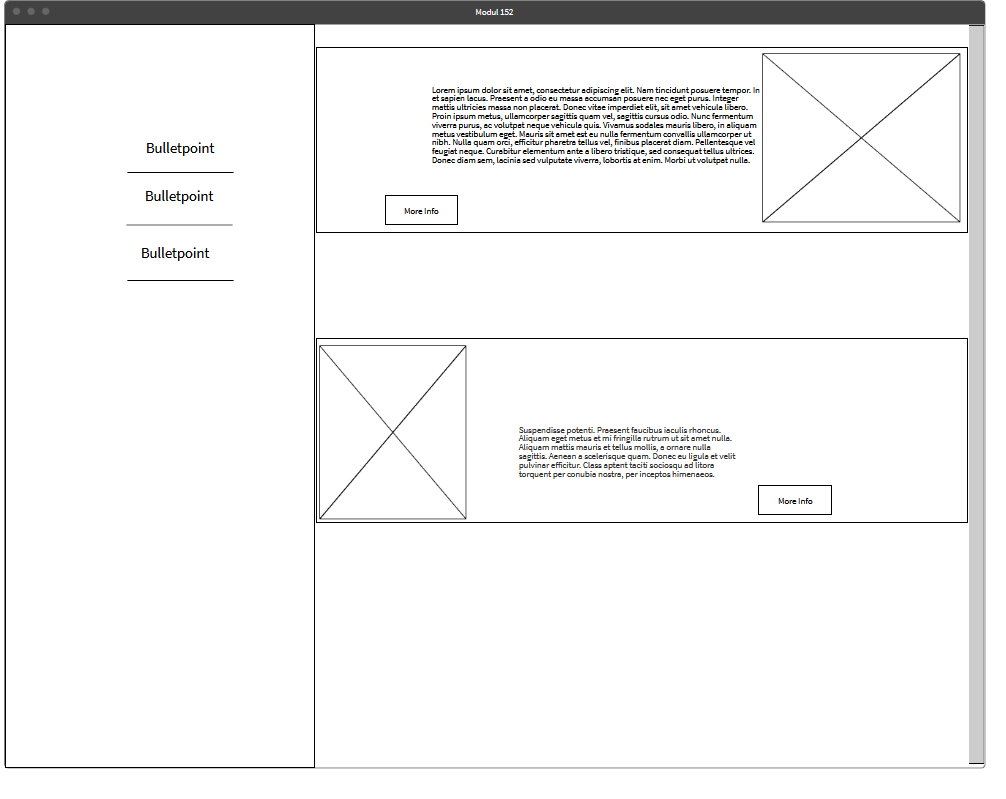 Modul 152
Bulletpoint
Bulletpoint
Bulletpoint
Lorem ipsum dolor sit amet, consectetur adipiscing elit. Nam tincidunt posuere tempor. In
et sapien lacus. Praesent a odio eu massa accumsan posuere nec eget purus. Integer
mattis ultricies massa non placerat. Donec vitae imperdiet elit, sit amet vehicula libero.
Proin ipsum metus, ullamcorper sagittis quam vel, sagittis cursus odio. Nunc fermentum
viverra purus, ac volutpat neque vehicula quis. Vivamus sodales mauris libero, in aliquam
metus vestibulum eget. Mauris sit amet est eu nulla fermentum convallis ullamcorper ut
nibh. Nulla quam orci, efficitur pharetra tellus vel, finibus placerat diam. Pellentesque vel
feugiat neque. Curabitur elementum ante a libero tristique, sed consequat tellus ultrices.
Donec diam sem, lacinia sed vulputate viverra, lobortis at enim. Morbi ut volutpat nulla.
More Info
Suspendisse potenti. Praesent faucibus iaculis rhoncus.
Aliquam eget metus et mi fringilla rutrum ut sit amet nulla.
Aliquam mattis mauris et tellus mollis, a ornare nulla
sagittis. Aenean a scelerisque quam. Donec eu ligula et velit
pulvinar efficitur. Class aptent taciti sociosqu ad litora
torquent per conubia nostra, per inceptos himenaeos.
More Info